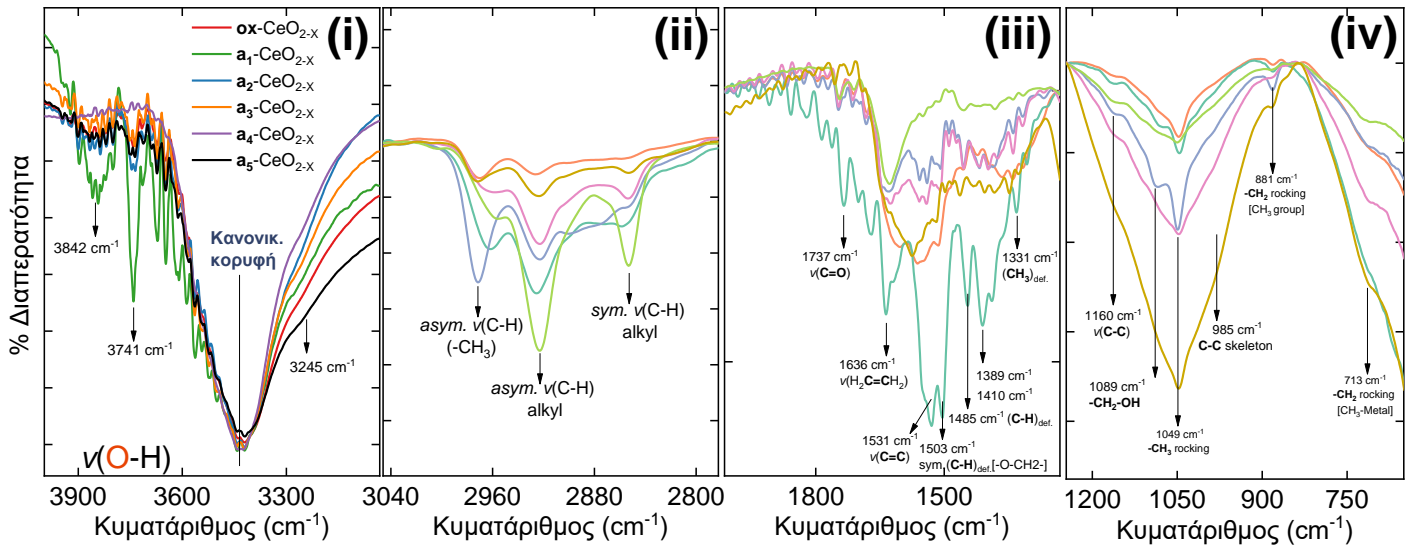 % Διαπερατότητα
(i)
ox-CeO2-X
a1-CeO2-X
a2-CeO2-X
a3-CeO2-X
a4-CeO2-X
a5-CeO2-X
3842 cm-1
3741 cm-1
Κανονικ.
κορυφή
3245 cm-1
ν(O-H)
3900 3600 3300 3
Κυματάριθμος (cm-1)
(ii)
asym. ν(C-H)
(-CH3)
asym. ν(C-H)
alkyl
sym. ν(C-H)
alkyl
3040 2960 2880 2800
Κυματάριθμος (cm-1)
(iii)
1737 cm-1
ν(C=O)
1331 cm-1
(CH3)def.
1636 cm-1
ν(H2C=CH2)
1389 cm-1
1410 cm-1
1485 cm-1 (C-H)def.
1531 cm-1
ν(C=C)
1503 cm-1
sym.(C-H)def.[-O-CH2-]
1800 1500
Κυματάριθμος (cm-1)
(iv)
881 cm-1
-CH2 rocking
[CH3 group]
1160 cm-1
ν(C-C)
985 cm-1
C-C skeleton
1089 cm-1
-CH2-OH
713 cm-1
-CH2 rocking
[CH3-Metal]
1049 cm-1
-CH3 rocking
1200 1050 900 750
Κυματάριθμος (cm-1)